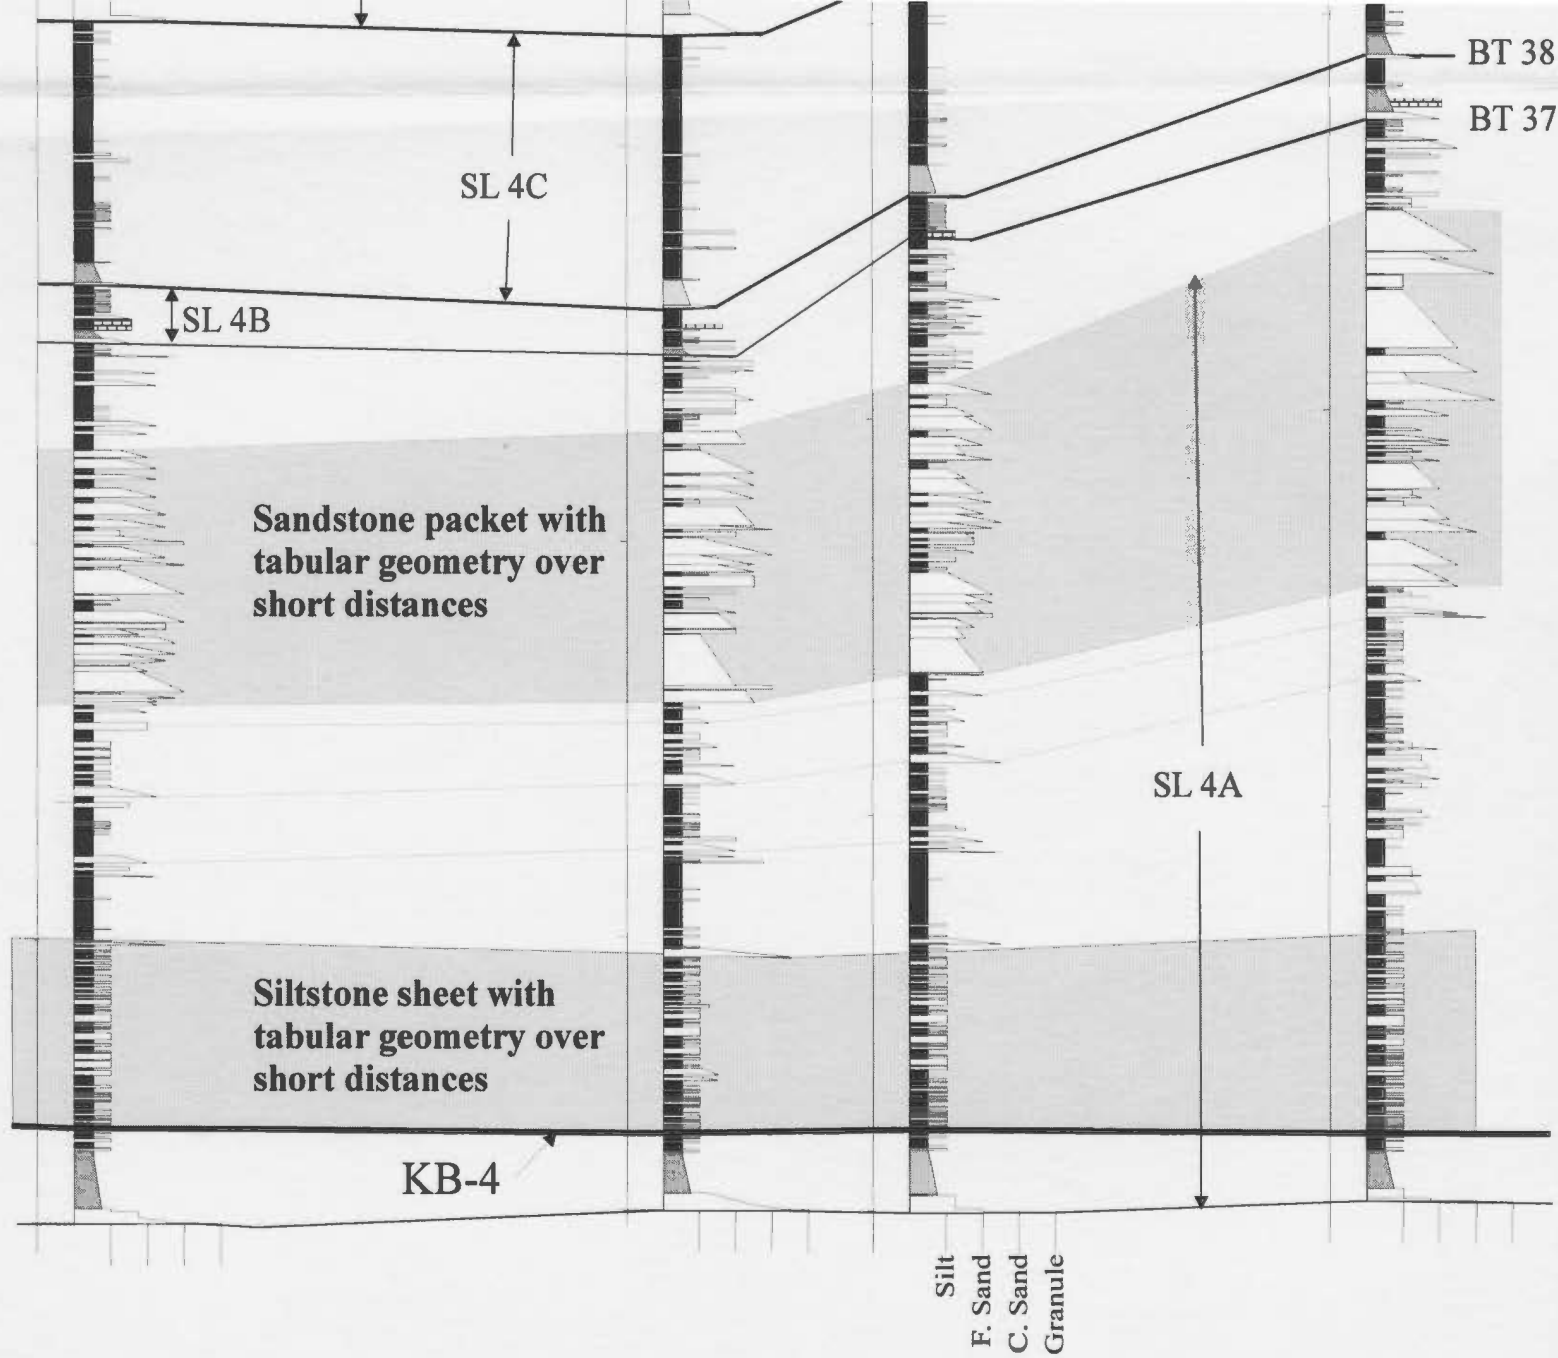 BT 38
BT 37
SL 4C
SL 4B
Sandstone packet with
tabular geometry over
short distances
SL 4A
Siltstone sheet with
tabular geometry over
short distances
KB-4
Silt
F. Sand
C. Sand
Granule